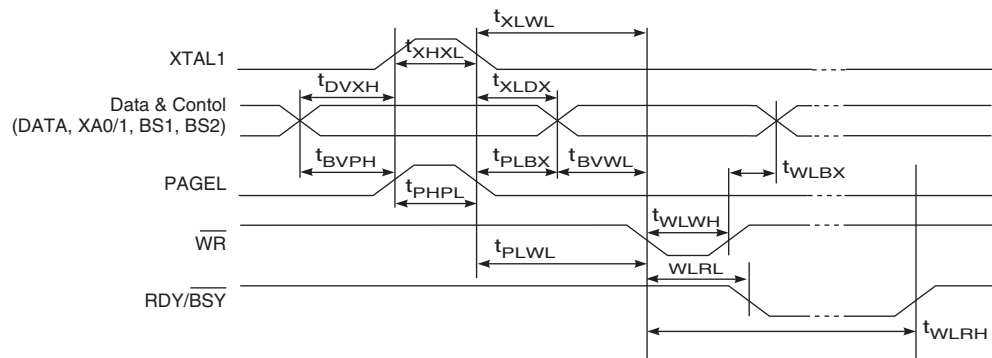 tXLWL
XTAL1
tXHXL
tDVXH
tXLDX
Data & Contol
(DATA, XA0/1, BS1, BS2)
tBVPH
tPLBX
tBVWL
tWLBX
PAGEL
tPHPL
tWLWH
WR
tPLWL
WLRL
RDY/BSY
tWLRH